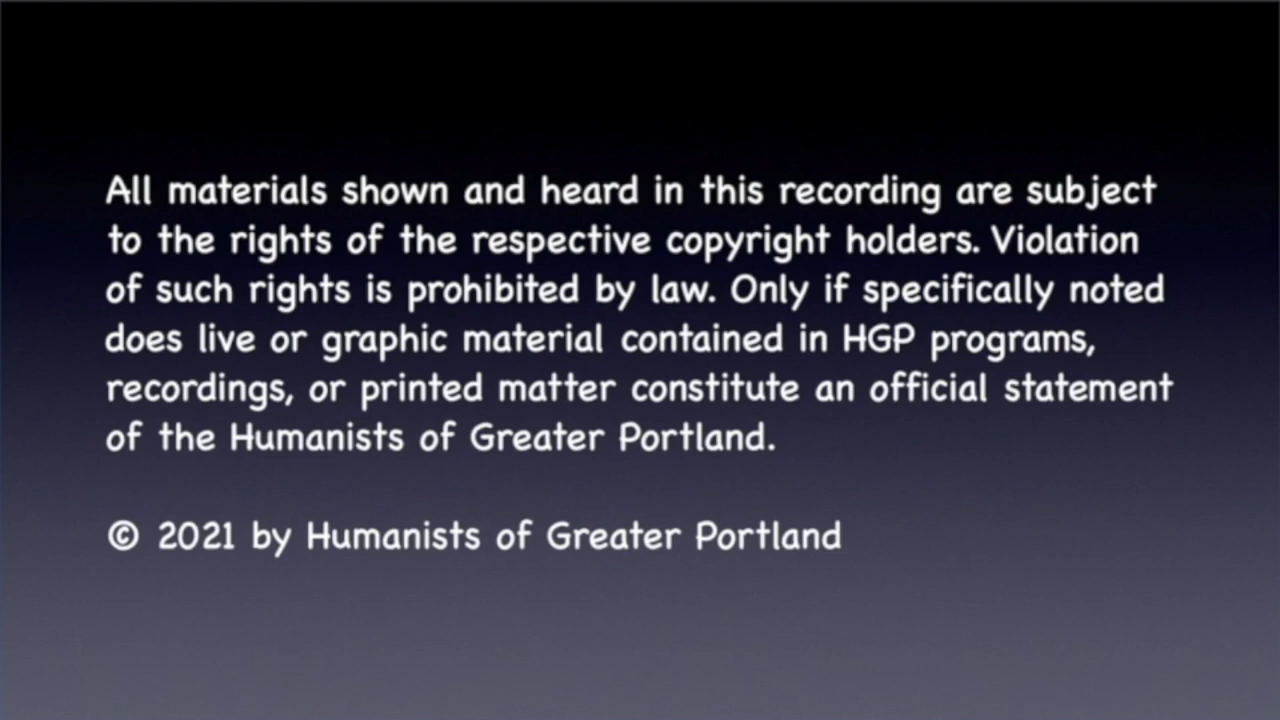 All materials shown and heard in this recording are subject
to the rights of the respective copyright holders. Violation
of such rights is prohibited by law. Only if specifically noted
does live or graphic material contained in HGP programs,
recordings, or printed matter constitute an official statement
of the Humanists of Greater Portland.
© 2021 by Humanists of Greater Portland